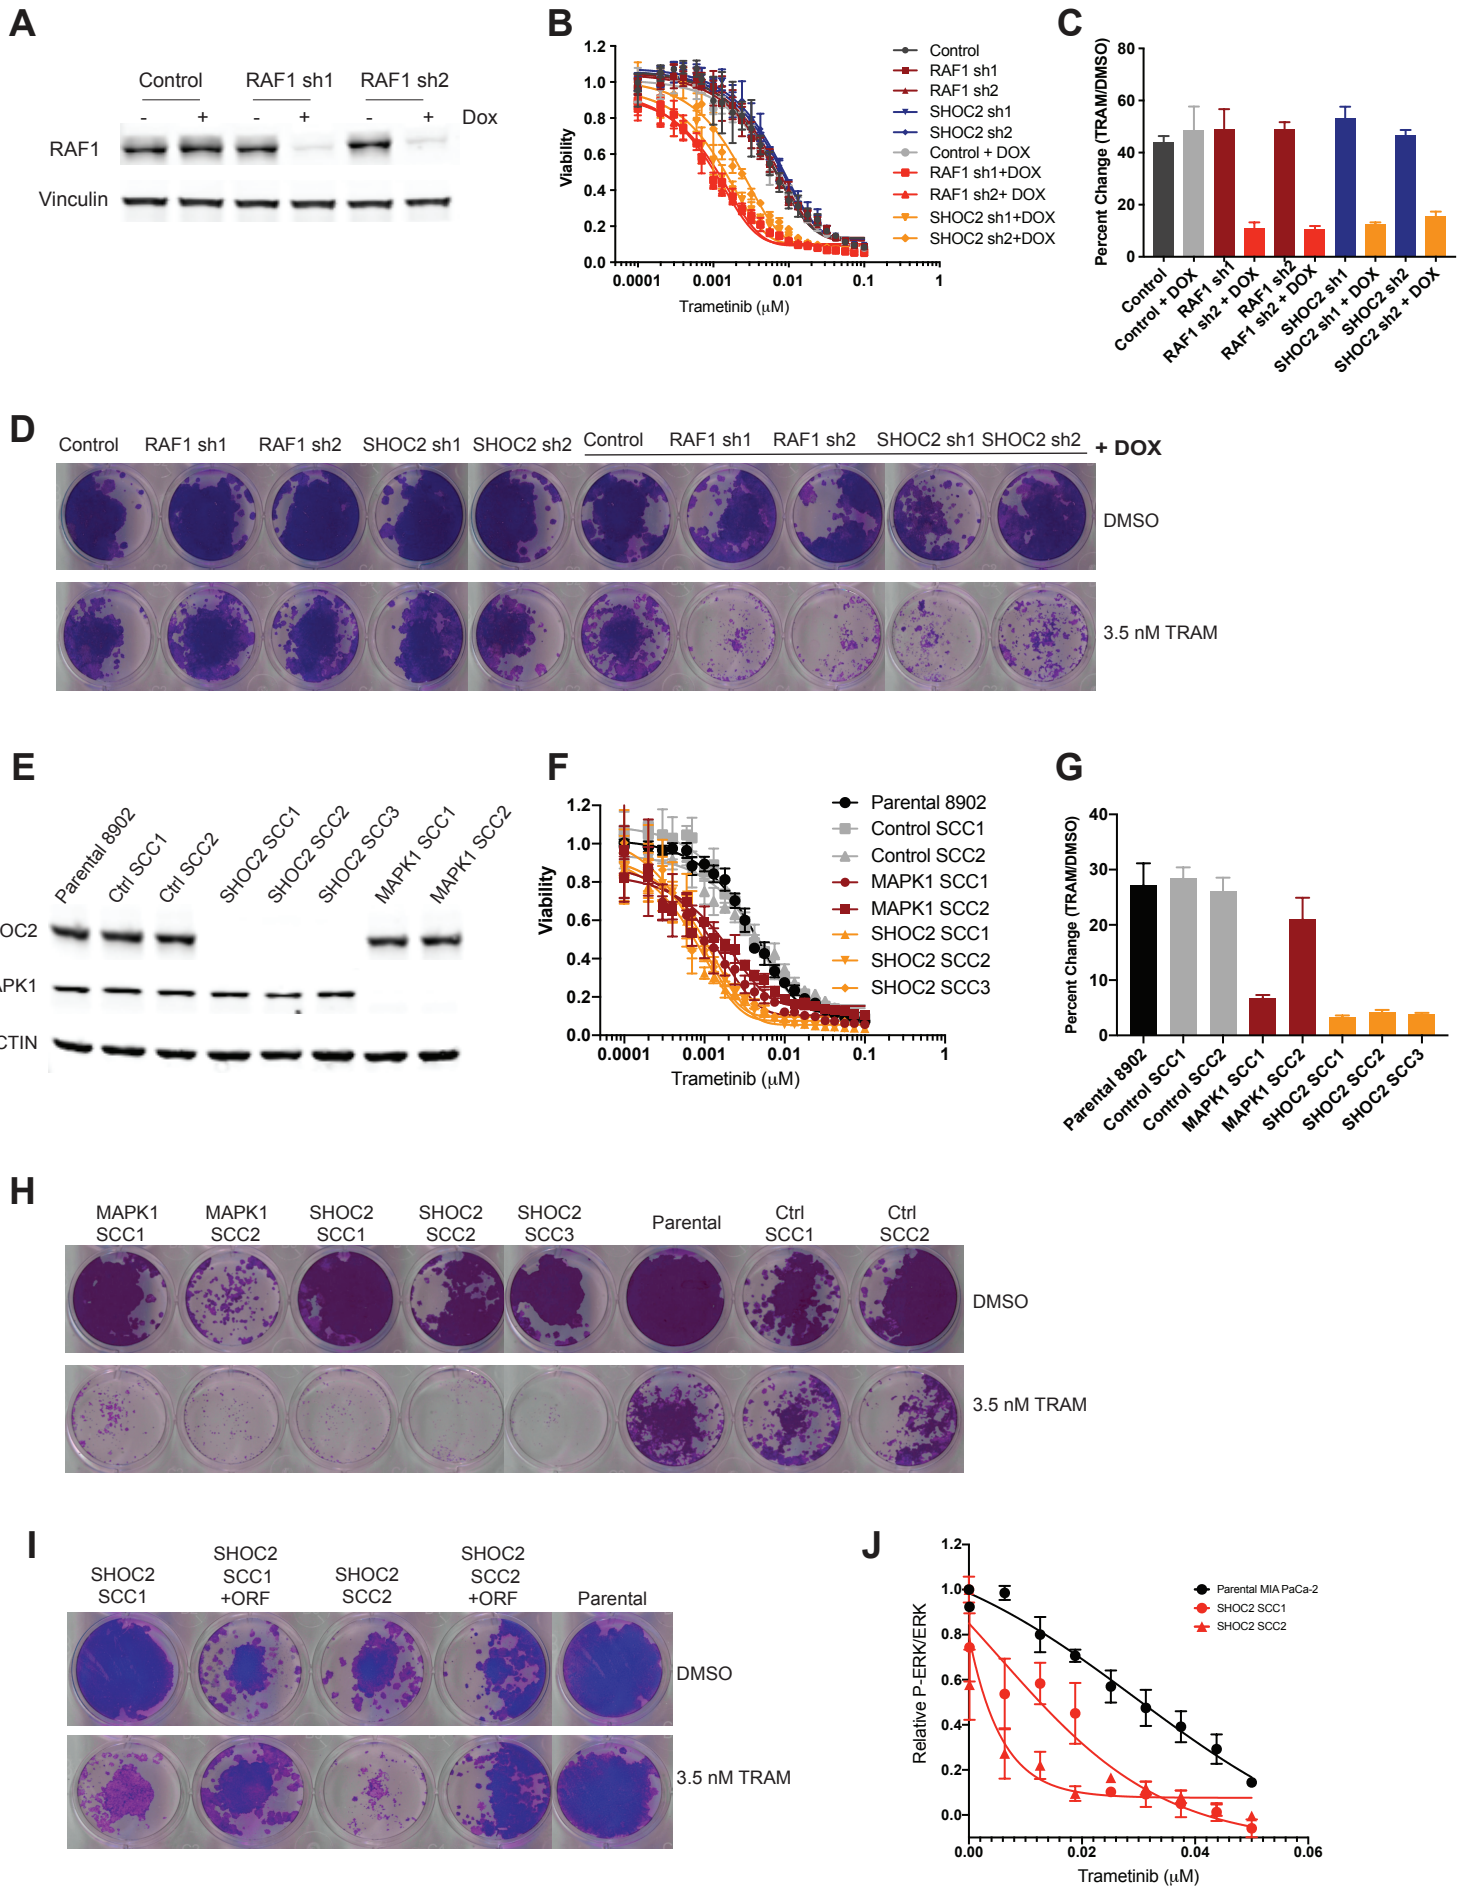 A
Control RAF1 sh1 RAF1 sh2
- + - + - + Dox
RAF1
Vinculin
B
1.2
1.0
0.8
0.6
0.4
0.2
0.0
Viability
0.0001 0.001 0.01 0.1 1
Trametinib (μM)
Control
RAF1 sh1
RAF1 sh2
SHOC2 sh1
SHOC2 sh2
Control + DOX
RAF1 sh1+DOX
RAF1 sh2+ DOX
SHOC2 sh1+DOX
SHOC2 sh2+DOX
C
80
60
40
20
0
Percent Change (TRAM/DMSO)
Control
Control + DOX
RAF1 sh1
RAF1 sh2 + DOX
RAF1 sh2
RAF1 sh2 + DOX
SHOC2 sh1
SHOC2 sh1 + DOX
SHOC2 sh2
SHOC2 sh2 + DOX
D
Control RAF1 sh1 RAF1 sh2 SHOC2 sh1 SHOC2 sh2 Control RAF1 sh1 RAF1 sh2 SHOC2 sh1 SHOC2 sh2 + DOX
DMSO
3.5 nM TRAM
E
Parental 8902
Ctrl SCC1
Ctrl SCC2
SHOC2 SCC1
SHOC2 SCC2
SHOC2 SCC3
MAPK1 SCC1
MAPK1 SCC2
OC2
APK1
CTIN
F
1.2
1.0
0.8
0.6
0.4
0.2
0.0
Viability
0.0001 0.001 0.01 0.1 1
Trametinib (μM)
Parental 8902
Control SCC1
Control SCC2
MAPK1 SCC1
MAPK1 SCC2
SHOC2 SCC1
SHOC2 SCC2
SHOC2 SCC3
G
40
30
20
10
0
Percent Change (TRAM/DMSO)
Parental 8902
Control SCC1
Control SCC2
MAPK1 SCC1
MAPK1 SCC2
SHOC2 SCC1
SHOC2 SCC2
SHOC2 SCC3
H
MAPK1 SCC1
MAPK1 SCC2
SHOC2 SCC1
SHOC2 SCC2
SHOC2 SCC3
Parental
Ctrl SCC1
Ctrl SCC2
DMSO
3.5 nM TRAM
I
SHOC2 SCC1
SHOC2 SCC1 +ORF
SHOC2 SCC2
SHOC2 SCC2 +ORF
Parental
DMSO
3.5 nM TRAM
J
1.2
1.0
0.8
0.6
0.4
0.2
0.0
Relative P-ERK/ERK
0.00 0.02 0.04 0.06
Trametinib (μM)
Parental MIA PaCa-2
SHOC2 SCC1
SHOC2 SCC2